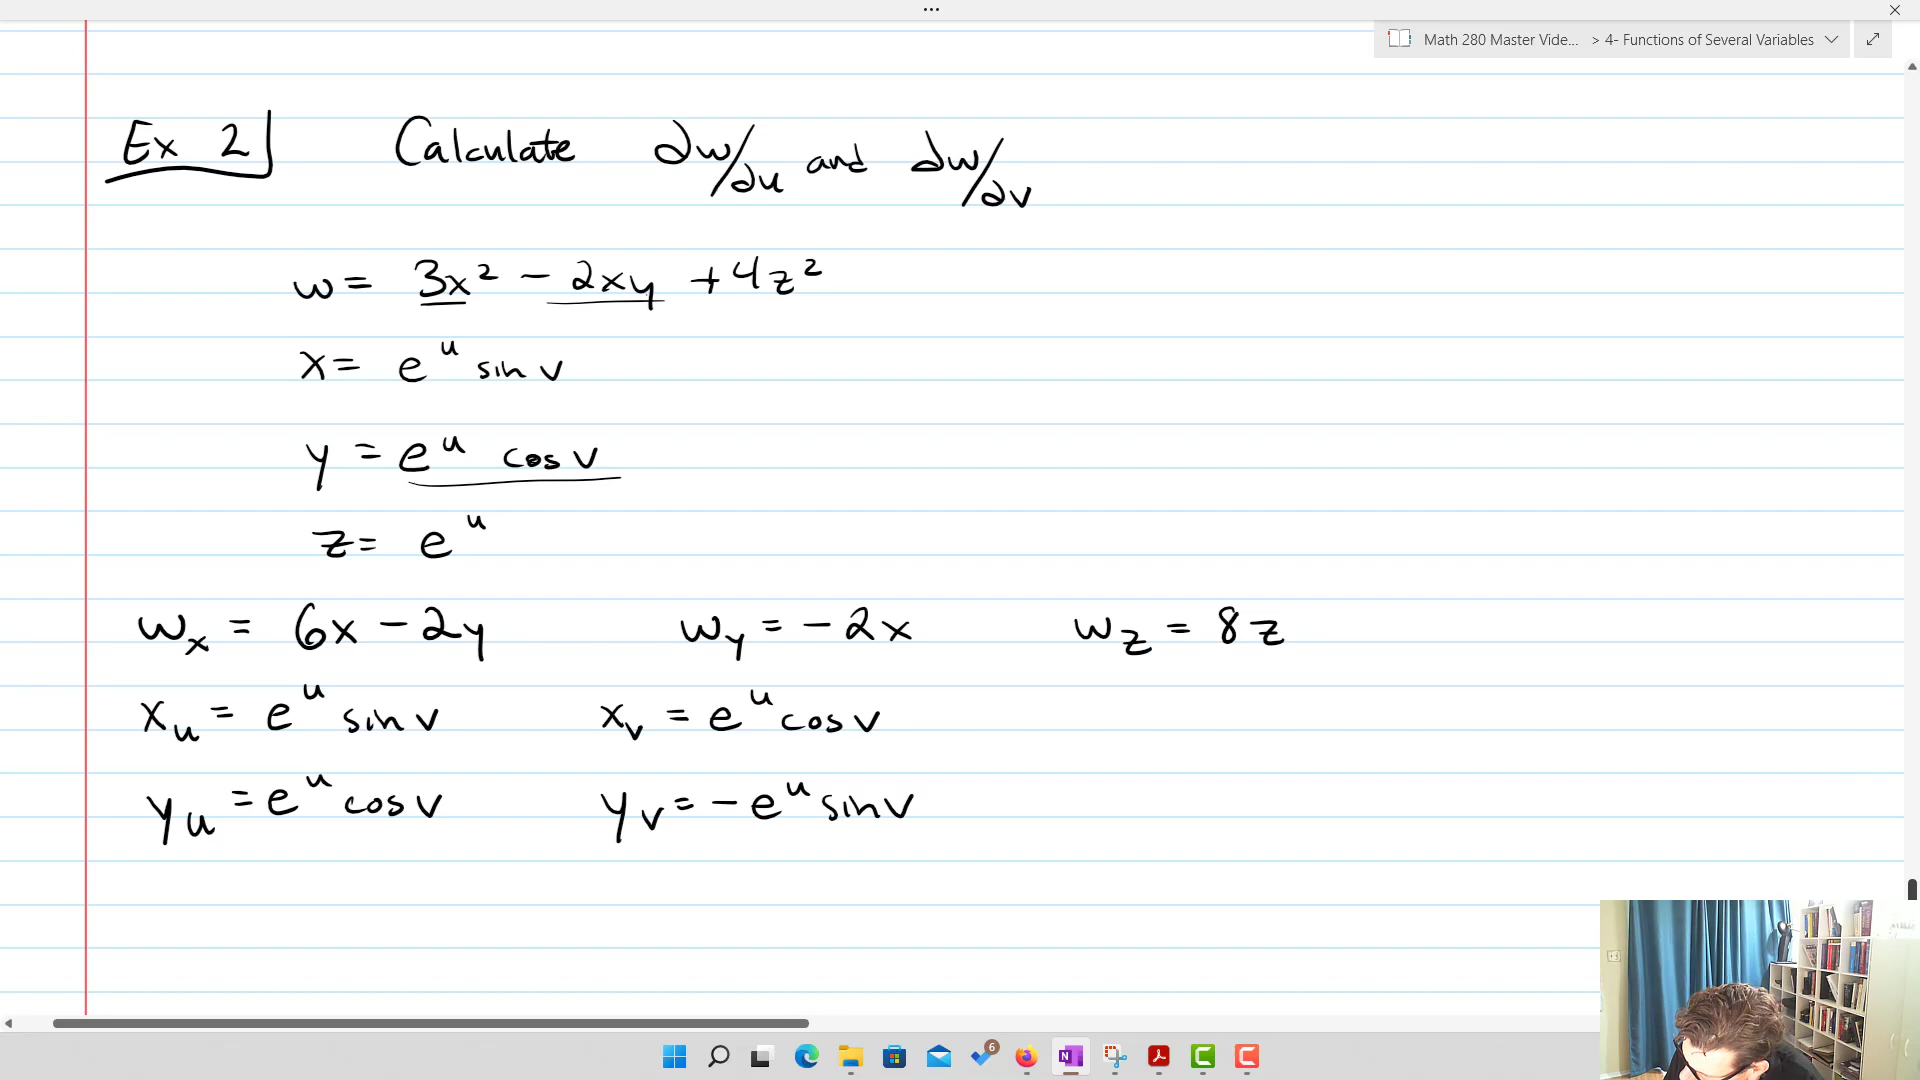 Math 280 Master Vide... > 4- Functions of Several Variables
Ex 2 Calculate ∂w/∂u and ∂w/∂v
w = 3x² - 2xy + 4z²
x = e^u sin v
y = e^u cos v
z = e^u
w_x = 6x - 2y w_y = -2x w_z = 8z
x_u = e^u sin v x_v = e^u cos v
y_u = e^u cos v y_v = -e^u sin v
6